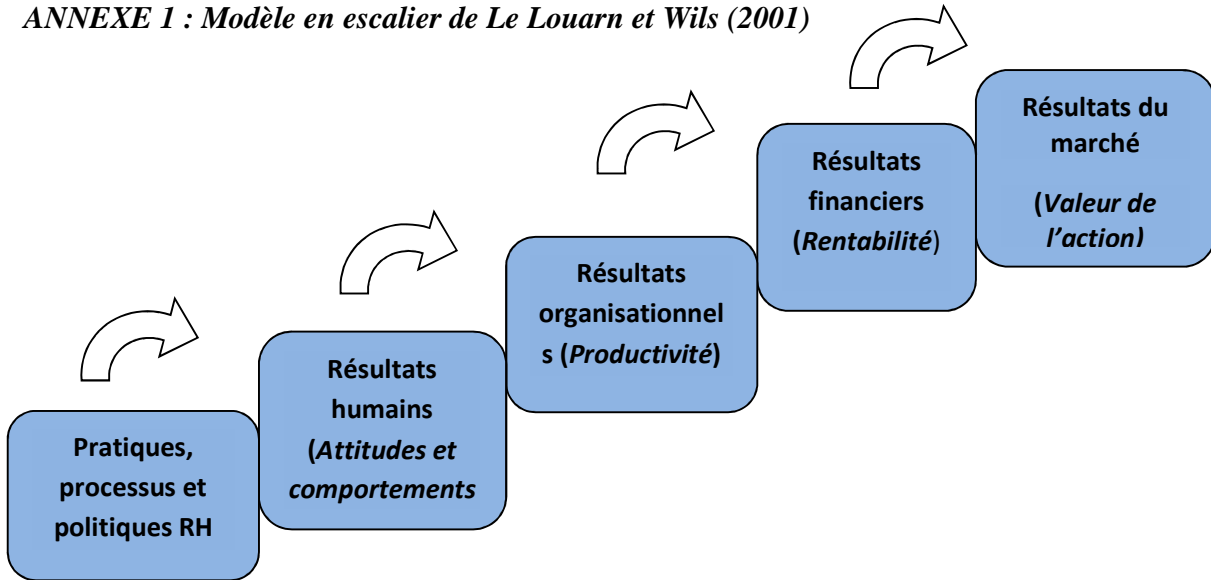 ANNEXE 1 : Modèle en escalier de Le Louarn et Wils (2001)
Pratiques,
processus et
politiques RH
Résultats
humains
(Attitudes et
comportements
Résultats
organisationnel
s (Productivité)
Résultats
financiers
(Rentabilité)
Résultats du
marché
(Valeur de
l’action)